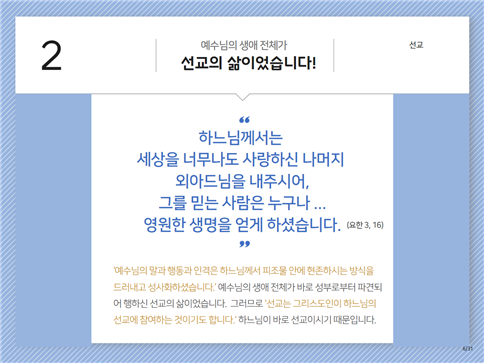 2
예수님의 생애 전체가
선교의 삶이었습니다!
선교
“
하느님께서는
세상을 너무나도 사랑하신 나머지
외아드님을 내주시어,
그를 믿는 사람은 누구나 ...
영원한 생명을 얻게 하셨습니다. (요한 3, 16)
”
'예수님의 말과 행동과 인격은 하느님께서 피조물 안에 현존하시는 방식을
드러내고 성사화하셨습니다.' 예수님의 생애 전체가 바로 성부로부터 파견되
어 행하신 선교의 삶이었습니다. 그러므로 '선교는 그리스도인이 하느님의
선교에 참여하는 것이기도 합니다.' 하느님이 바로 선교이시기 때문입니다.
6/31